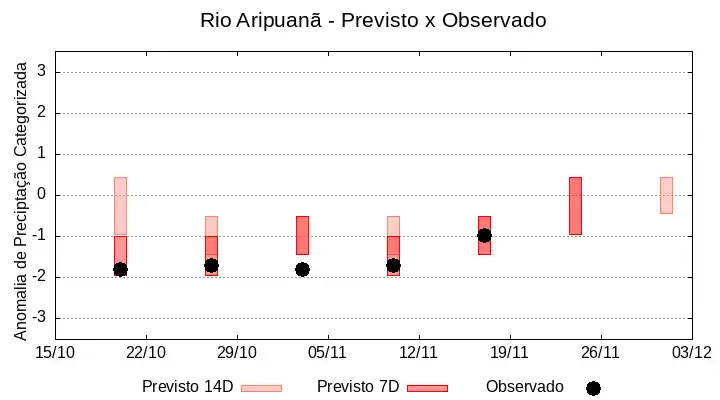 Rio Aripuanã - Previsto x Observado
Anomalia de Preciptação Categorizada
3
2
1
0
-1
-2
-3
15/10 22/10 29/10 05/11 12/11 19/11 26/11 03/12
Previsto 14D Previsto 7D Observado